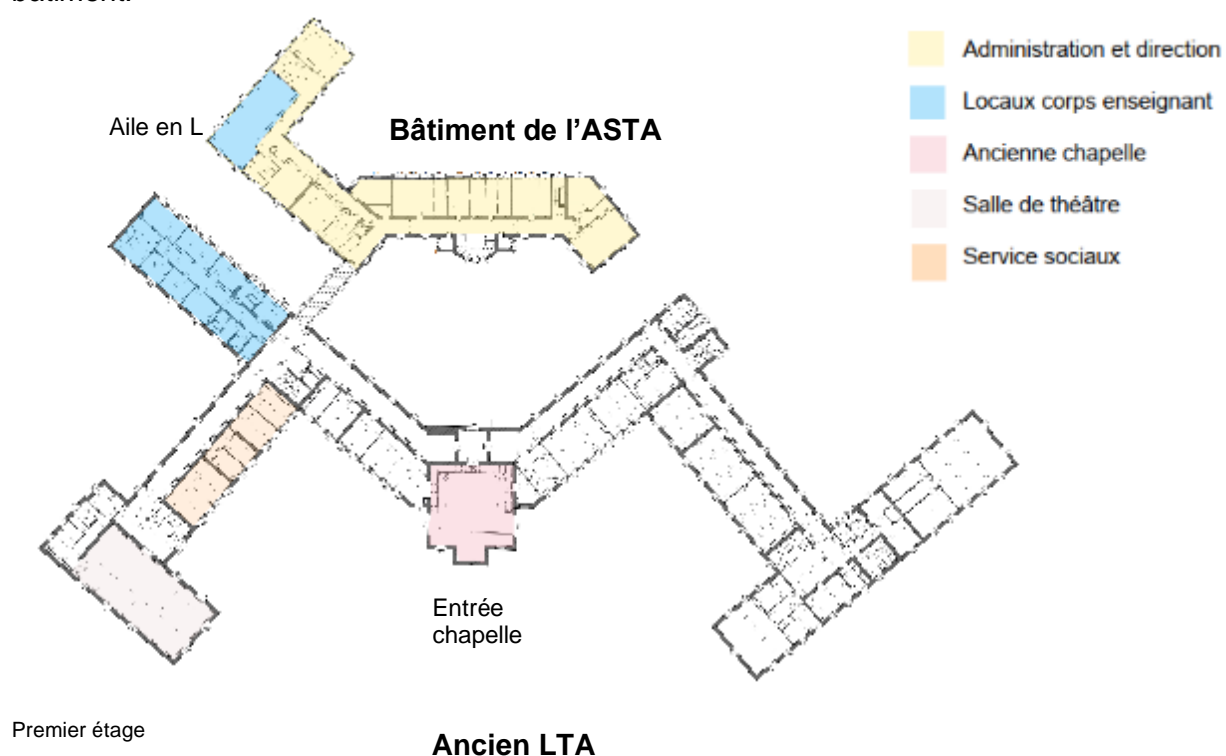 bâtiment.
Administration et direction
Aile en L
Bâtiment de l'ASTA
Locaux corps enseignant
Ancienne chapelle
Salle de théâtre
Service sociaux
Entrée
chapelle
Premier étage
Ancien LTA